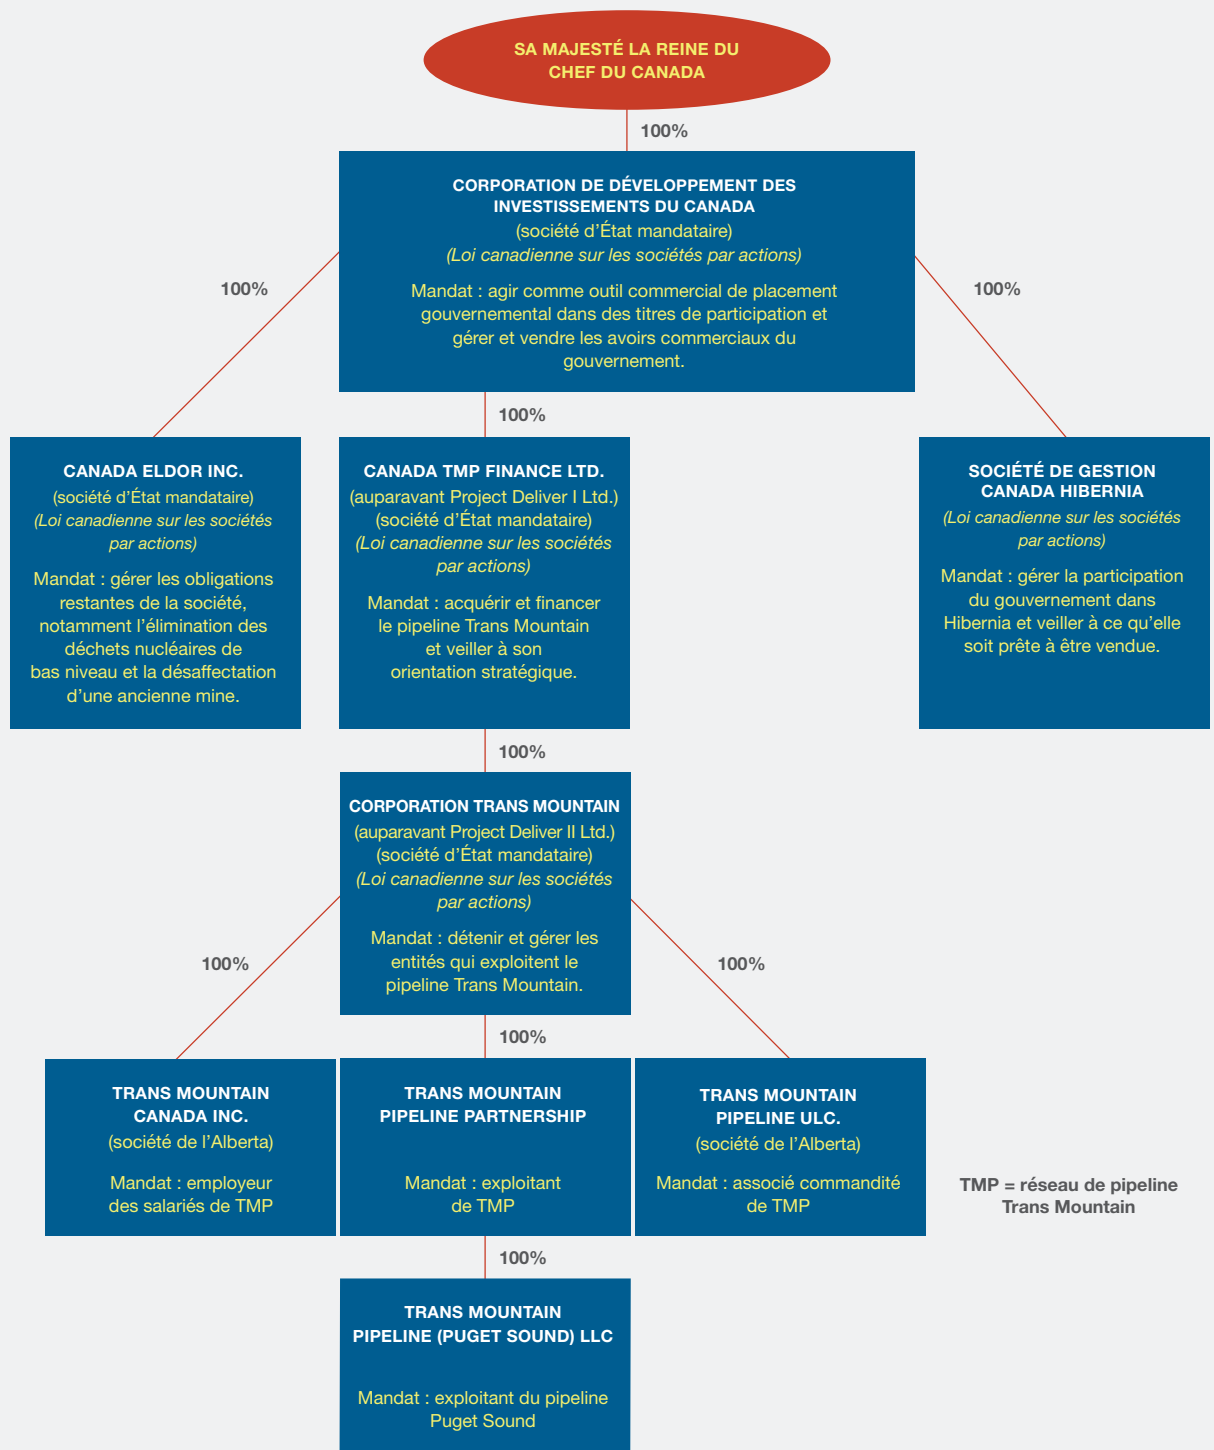 SA MAJESTÉ LA REINE DU
CHEF DU CANADA
100%
CORPORATION DE DÉVELOPPEMENT DES
INVESTISSEMENTS DU CANADA
(société d’État mandataire)
(Loi canadienne sur les sociétés par actions)
Mandat : agir comme outil commercial de placement
gouvernemental dans des titres de participation et
gérer et vendre les avoirs commerciaux du
gouvernement.
100%
100%
100%
CANADA ELDOR INC.
(société d’État mandataire)
(Loi canadienne sur les sociétés
par actions)
Mandat : gérer les obligations
restantes de la société,
notamment l’élimination des
déchets nucléaires de
bas niveau et la désaffectation
d’une ancienne mine.
CANADA TMP FINANCE LTD.
(auparavant Project Deliver I Ltd.)
(société d’État mandataire)
(Loi canadienne sur les sociétés
par actions)
Mandat : acquérir et financer
le pipeline Trans Mountain
et veiller à son
orientation stratégique.
SOCIÉTÉ DE GESTION
CANADA HIBERNIA
(Loi canadienne sur les sociétés
par actions)
Mandat : gérer la participation
du gouvernement dans
Hibernia et veiller à ce qu’elle
soit prête à être vendue.
100%
CORPORATION TRANS MOUNTAIN
(auparavant Project Deliver II Ltd.)
(société d’État mandataire)
(Loi canadienne sur les sociétés
par actions)
Mandat : détenir et gérer les
entités qui exploitent le
pipeline Trans Mountain.
100%
100%
100%
TRANS MOUNTAIN
CANADA INC.
(société de l’Alberta)
Mandat : employeur
des salariés de TMP
TRANS MOUNTAIN
PIPELINE PARTNERSHIP
Mandat : exploitant
de TMP
TRANS MOUNTAIN
PIPELINE ULC.
(société de l’Alberta)
Mandat : associé commandité
de TMP
TMP = réseau de pipeline
Trans Mountain
100%
TRANS MOUNTAIN
PIPELINE (PUGET SOUND) LLC
Mandat : exploitant du pipeline
Puget Sound